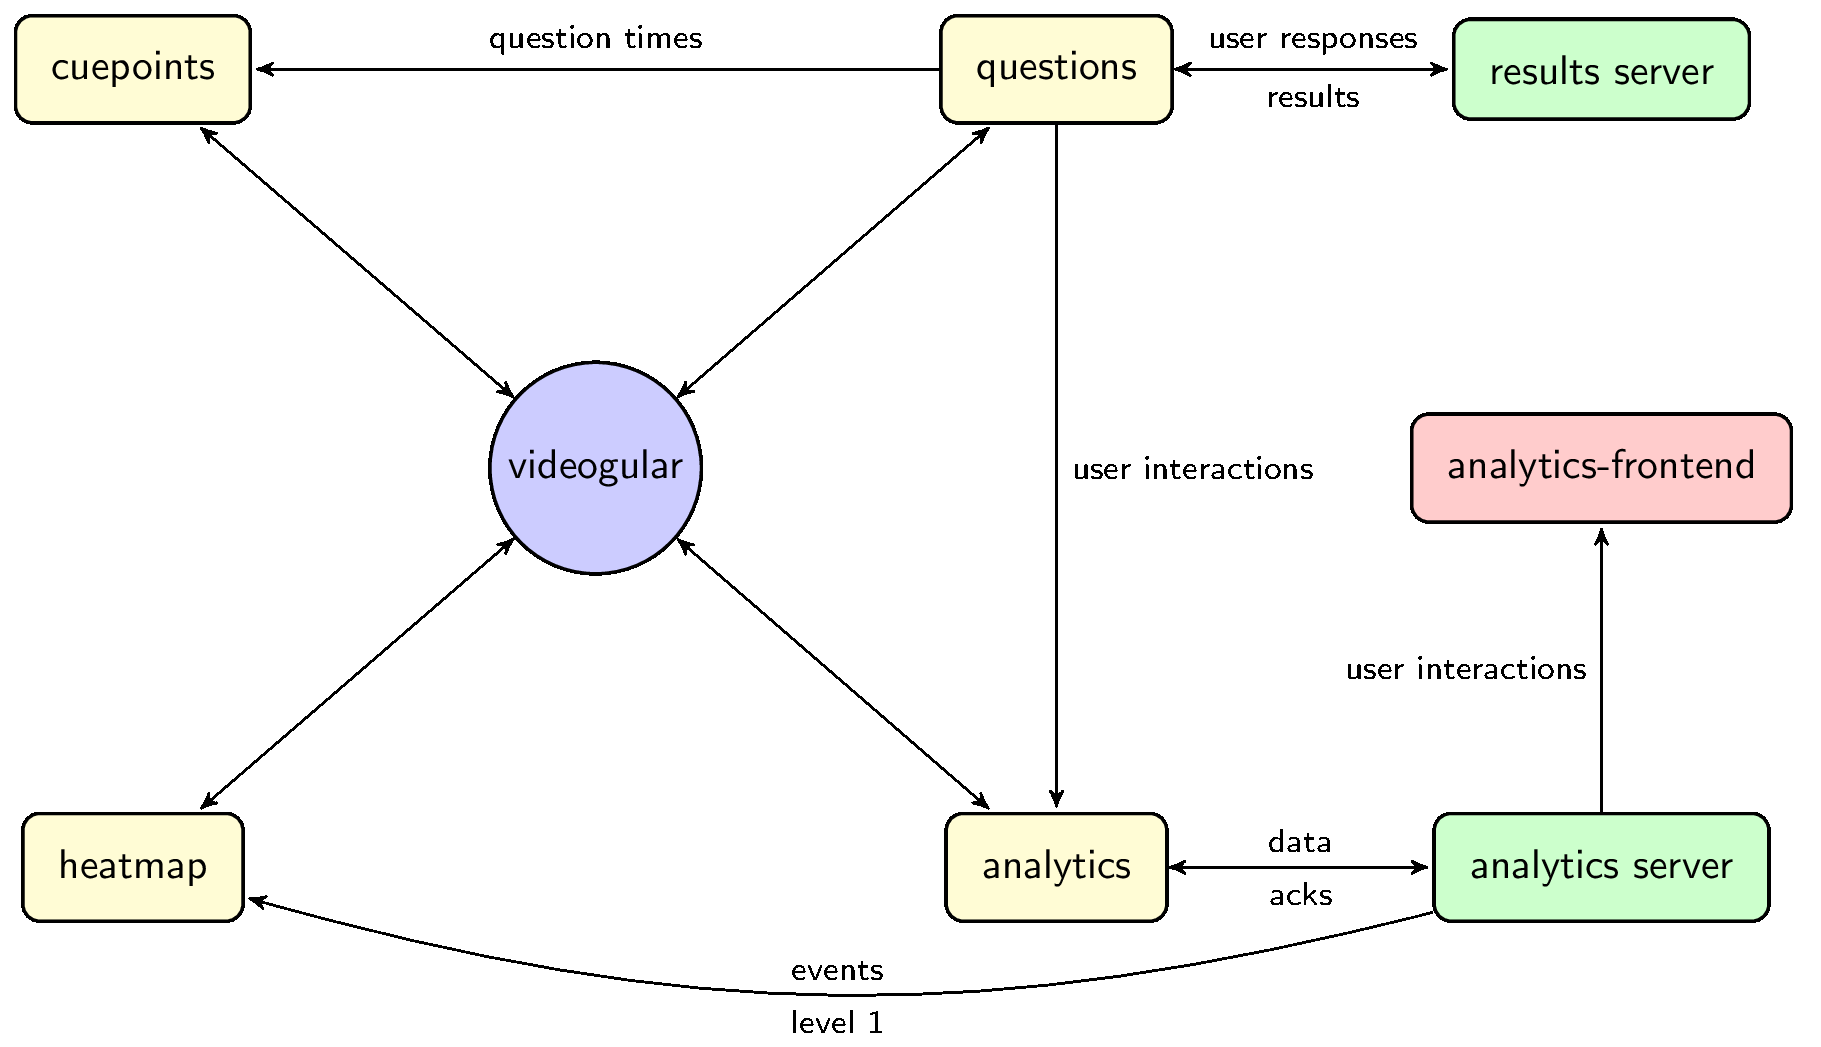 question times
user responses
cuepoints
questions
results server
results
videogular
user interactions
analytics-frontend
user interactions
heatmap
analytics
data
acks
analytics server
events
level 1